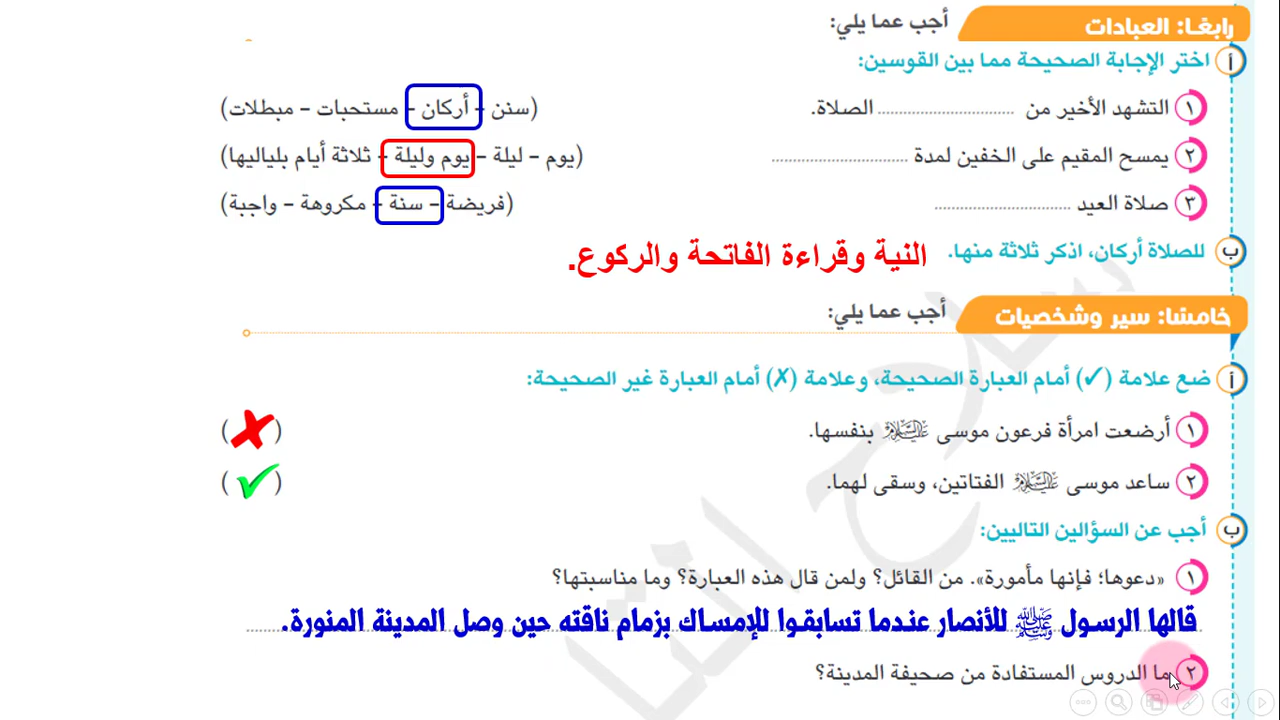 رابعًا: العبادات أجب عما يلي:
أ اختر الإجابة الصحيحة مما بين القوسين:
١ التشهد الأخير من ........................ الصلاة. (سنن – أركان – مستحبات – مبطلات)
٢ يمسح المقيم على الخفين لمدة ........................ (يوم – ليلة – يوم وليلة – ثلاثة أيام بلياليها)
٣ صلاة العيد ........................ (فريضة – سنة – مكروهة – واجبة)
ب للصلاة أركان، اذكر ثلاثة منها. النية وقراءة الفاتحة والركوع.
خامسًا: سير وشخصيات أجب عما يلي:
أ ضع علامة (✓) أمام العبارة الصحيحة، وعلامة (✗) أمام العبارة غير الصحيحة:
١ أرضعت امرأة فرعون موسى عليه السلام بنفسها. (✗)
٢ ساعد موسى عليه السلام الفتاتين، وسقى لهما. (✓)
ب أجب عن السؤالين التاليين:
١ «دعوها؛ فإنها مأمورة». من القائل؟ ولمن قال هذه العبارة؟ وما مناسبتها؟
قالها الرسول ﷺ للأنصار عندما تسابقوا للإمساك بزمام ناقته حين وصل المدينة المنورة.
٢ ما الدروس المستفادة من صحيفة المدينة؟